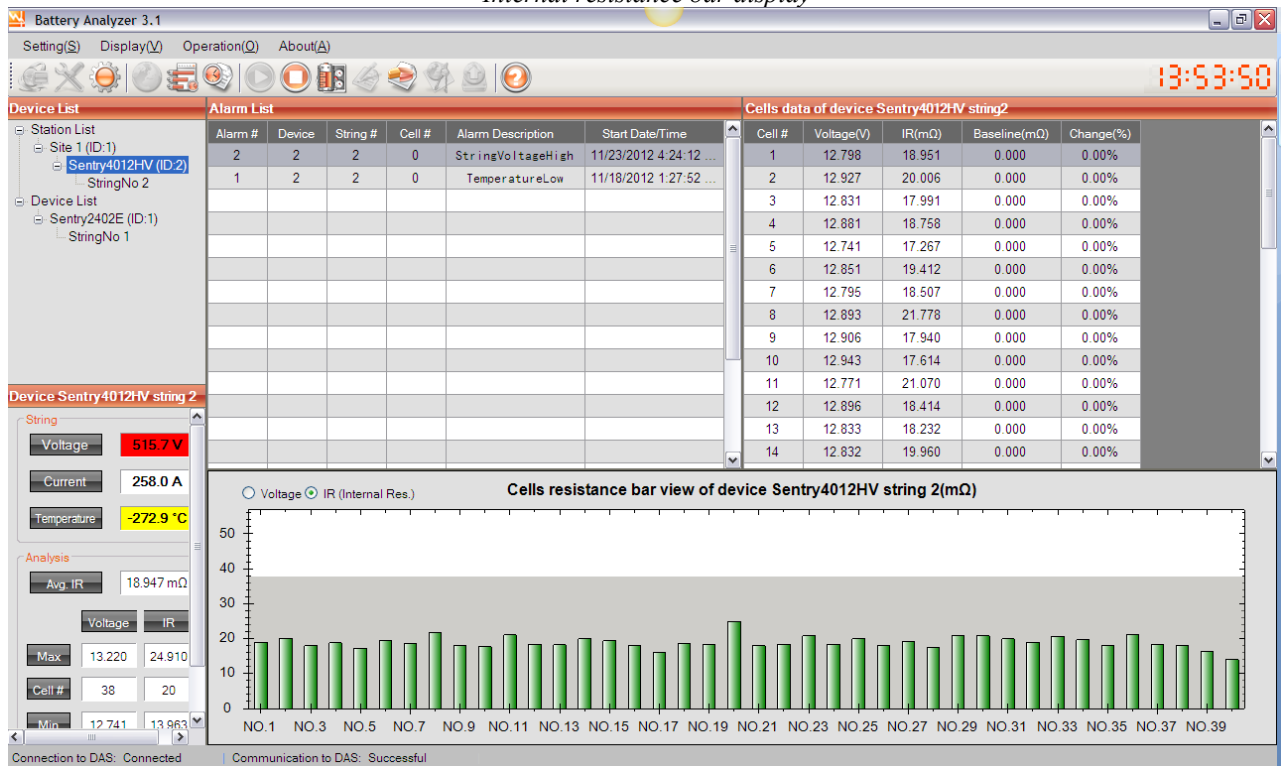 Internal resistance bar display
Battery Analyzer 3.1
Setting(S) Display(V) Operation(O) About(A)
13:53:50
Device List
Station List
Site 1 (ID:1)
Sentry4012HV (ID:2)
StringNo 2
Device List
Sentry2402E (ID:1)
StringNo 1
Alarm List
Alarm # Device String # Cell # Alarm Description Start Date/Time
2 2 2 0 StringVoltageHigh 11/23/2012 4:24:12 ...
1 2 2 0 TemperatureLow 11/18/2012 1:27:52 ...
Cells data of device Sentry4012HV string2
Cell # Voltage(V) IR(mΩ) Baseline(mΩ) Change(%)
1 12.798 18.951 0.000 0.00%
2 12.927 20.006 0.000 0.00%
3 12.831 17.991 0.000 0.00%
4 12.881 18.758 0.000 0.00%
5 12.741 17.267 0.000 0.00%
6 12.851 19.412 0.000 0.00%
7 12.795 18.507 0.000 0.00%
8 12.893 21.778 0.000 0.00%
9 12.906 17.940 0.000 0.00%
10 12.943 17.614 0.000 0.00%
11 12.771 21.070 0.000 0.00%
12 12.896 18.414 0.000 0.00%
13 12.833 18.232 0.000 0.00%
14 12.832 19.960 0.000 0.00%
Device Sentry4012HV string 2
String
Voltage 515.7 V
Current 258.0 A
Temperature -272.9 °C
Analysis
Avg. IR 18.947 mΩ
Voltage IR
Max 13.220 24.910
Cell # 38 20
Min 12.741 13.963
Voltage IR (Internal Res.)
Cells resistance bar view of device Sentry4012HV string 2(mΩ)
50
40
30
20
10
0
NO.1 NO.3 NO.5 NO.7 NO.9 NO.11 NO.13 NO.15 NO.17 NO.19 NO.21 NO.23 NO.25 NO.27 NO.29 NO.31 NO.33 NO.35 NO.37 NO.39
Connection to DAS: Connected Communication to DAS: Successful